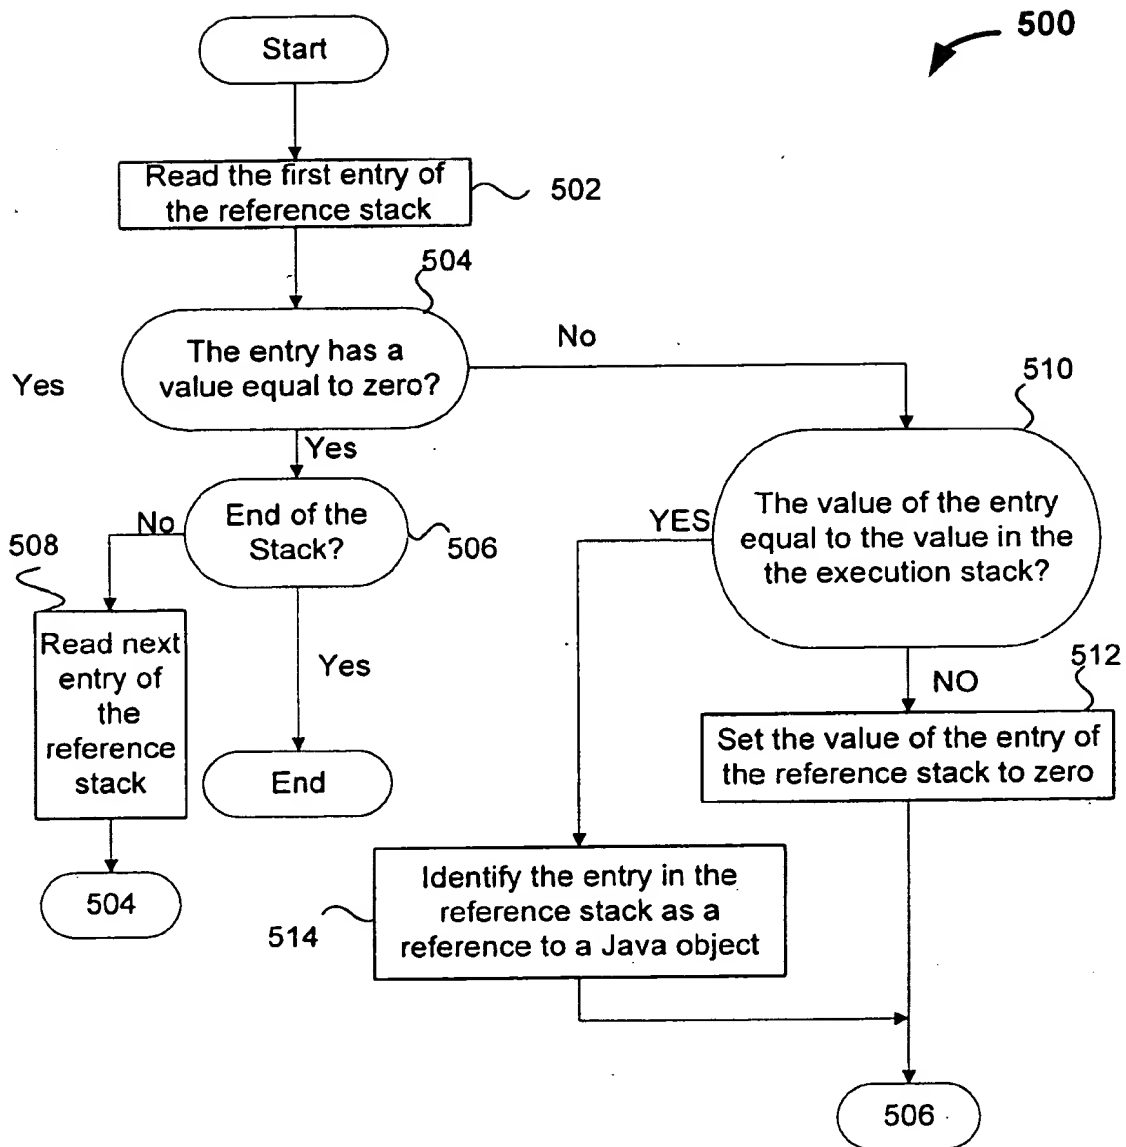 500
Start
Read the first entry of
the reference stack
502
504
The entry has a
value equal to zero?
No
Yes
Yes
510
The value of the entry
equal to the value in the
the execution stack?
End of the
Stack?
506
No
508
YES
Read next
entry of
the
reference
stack
Yes
NO
512
Set the value of the entry of
the reference stack to zero
End
504
Identify the entry in the
reference stack as a
reference to a Java object
514
506